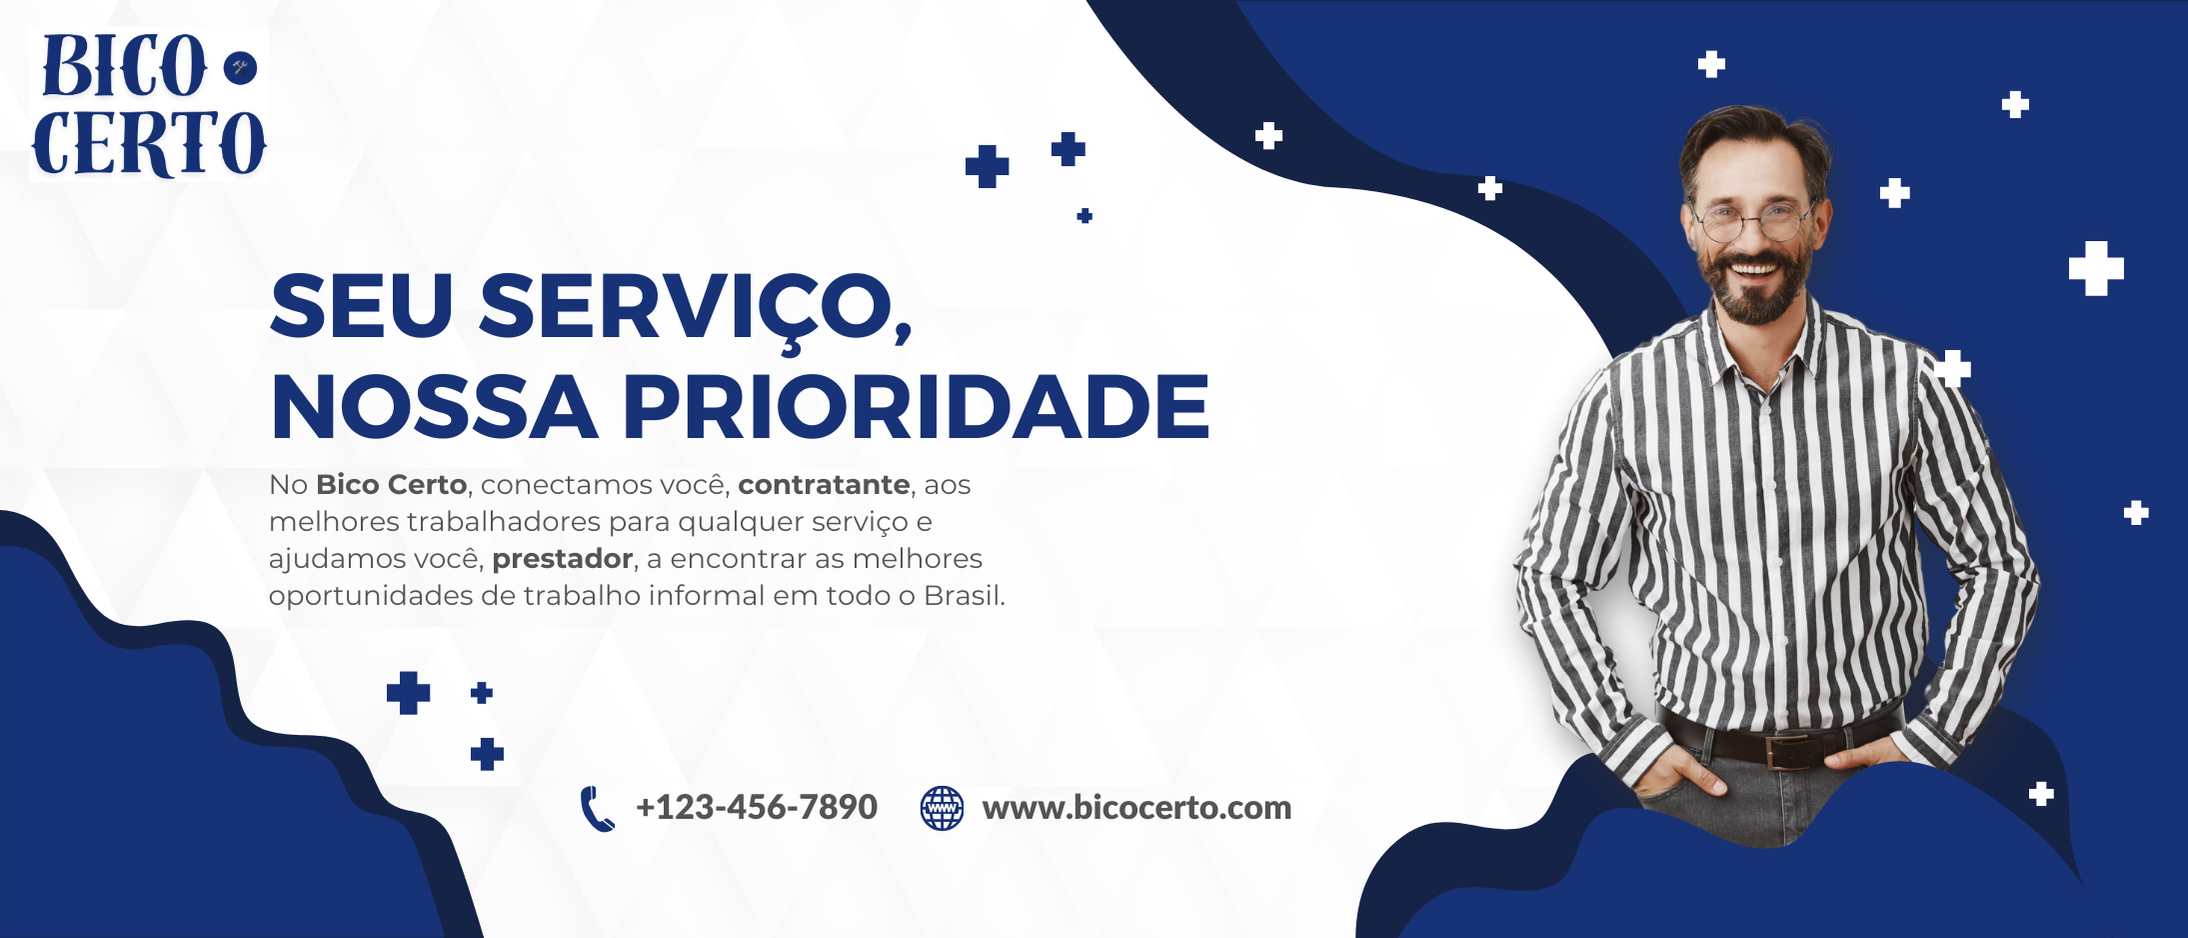 BICO
CERTO
SEU SERVIÇO,
NOSSA PRIORIDADE
No Bico Certo, conectamos você, contratante, aos
melhores trabalhadores para qualquer serviço e
ajudamos você, prestador, a encontrar as melhores
oportunidades de trabalho informal em todo o Brasil.
+123-456-7890
WWW
www.bicocerto.com